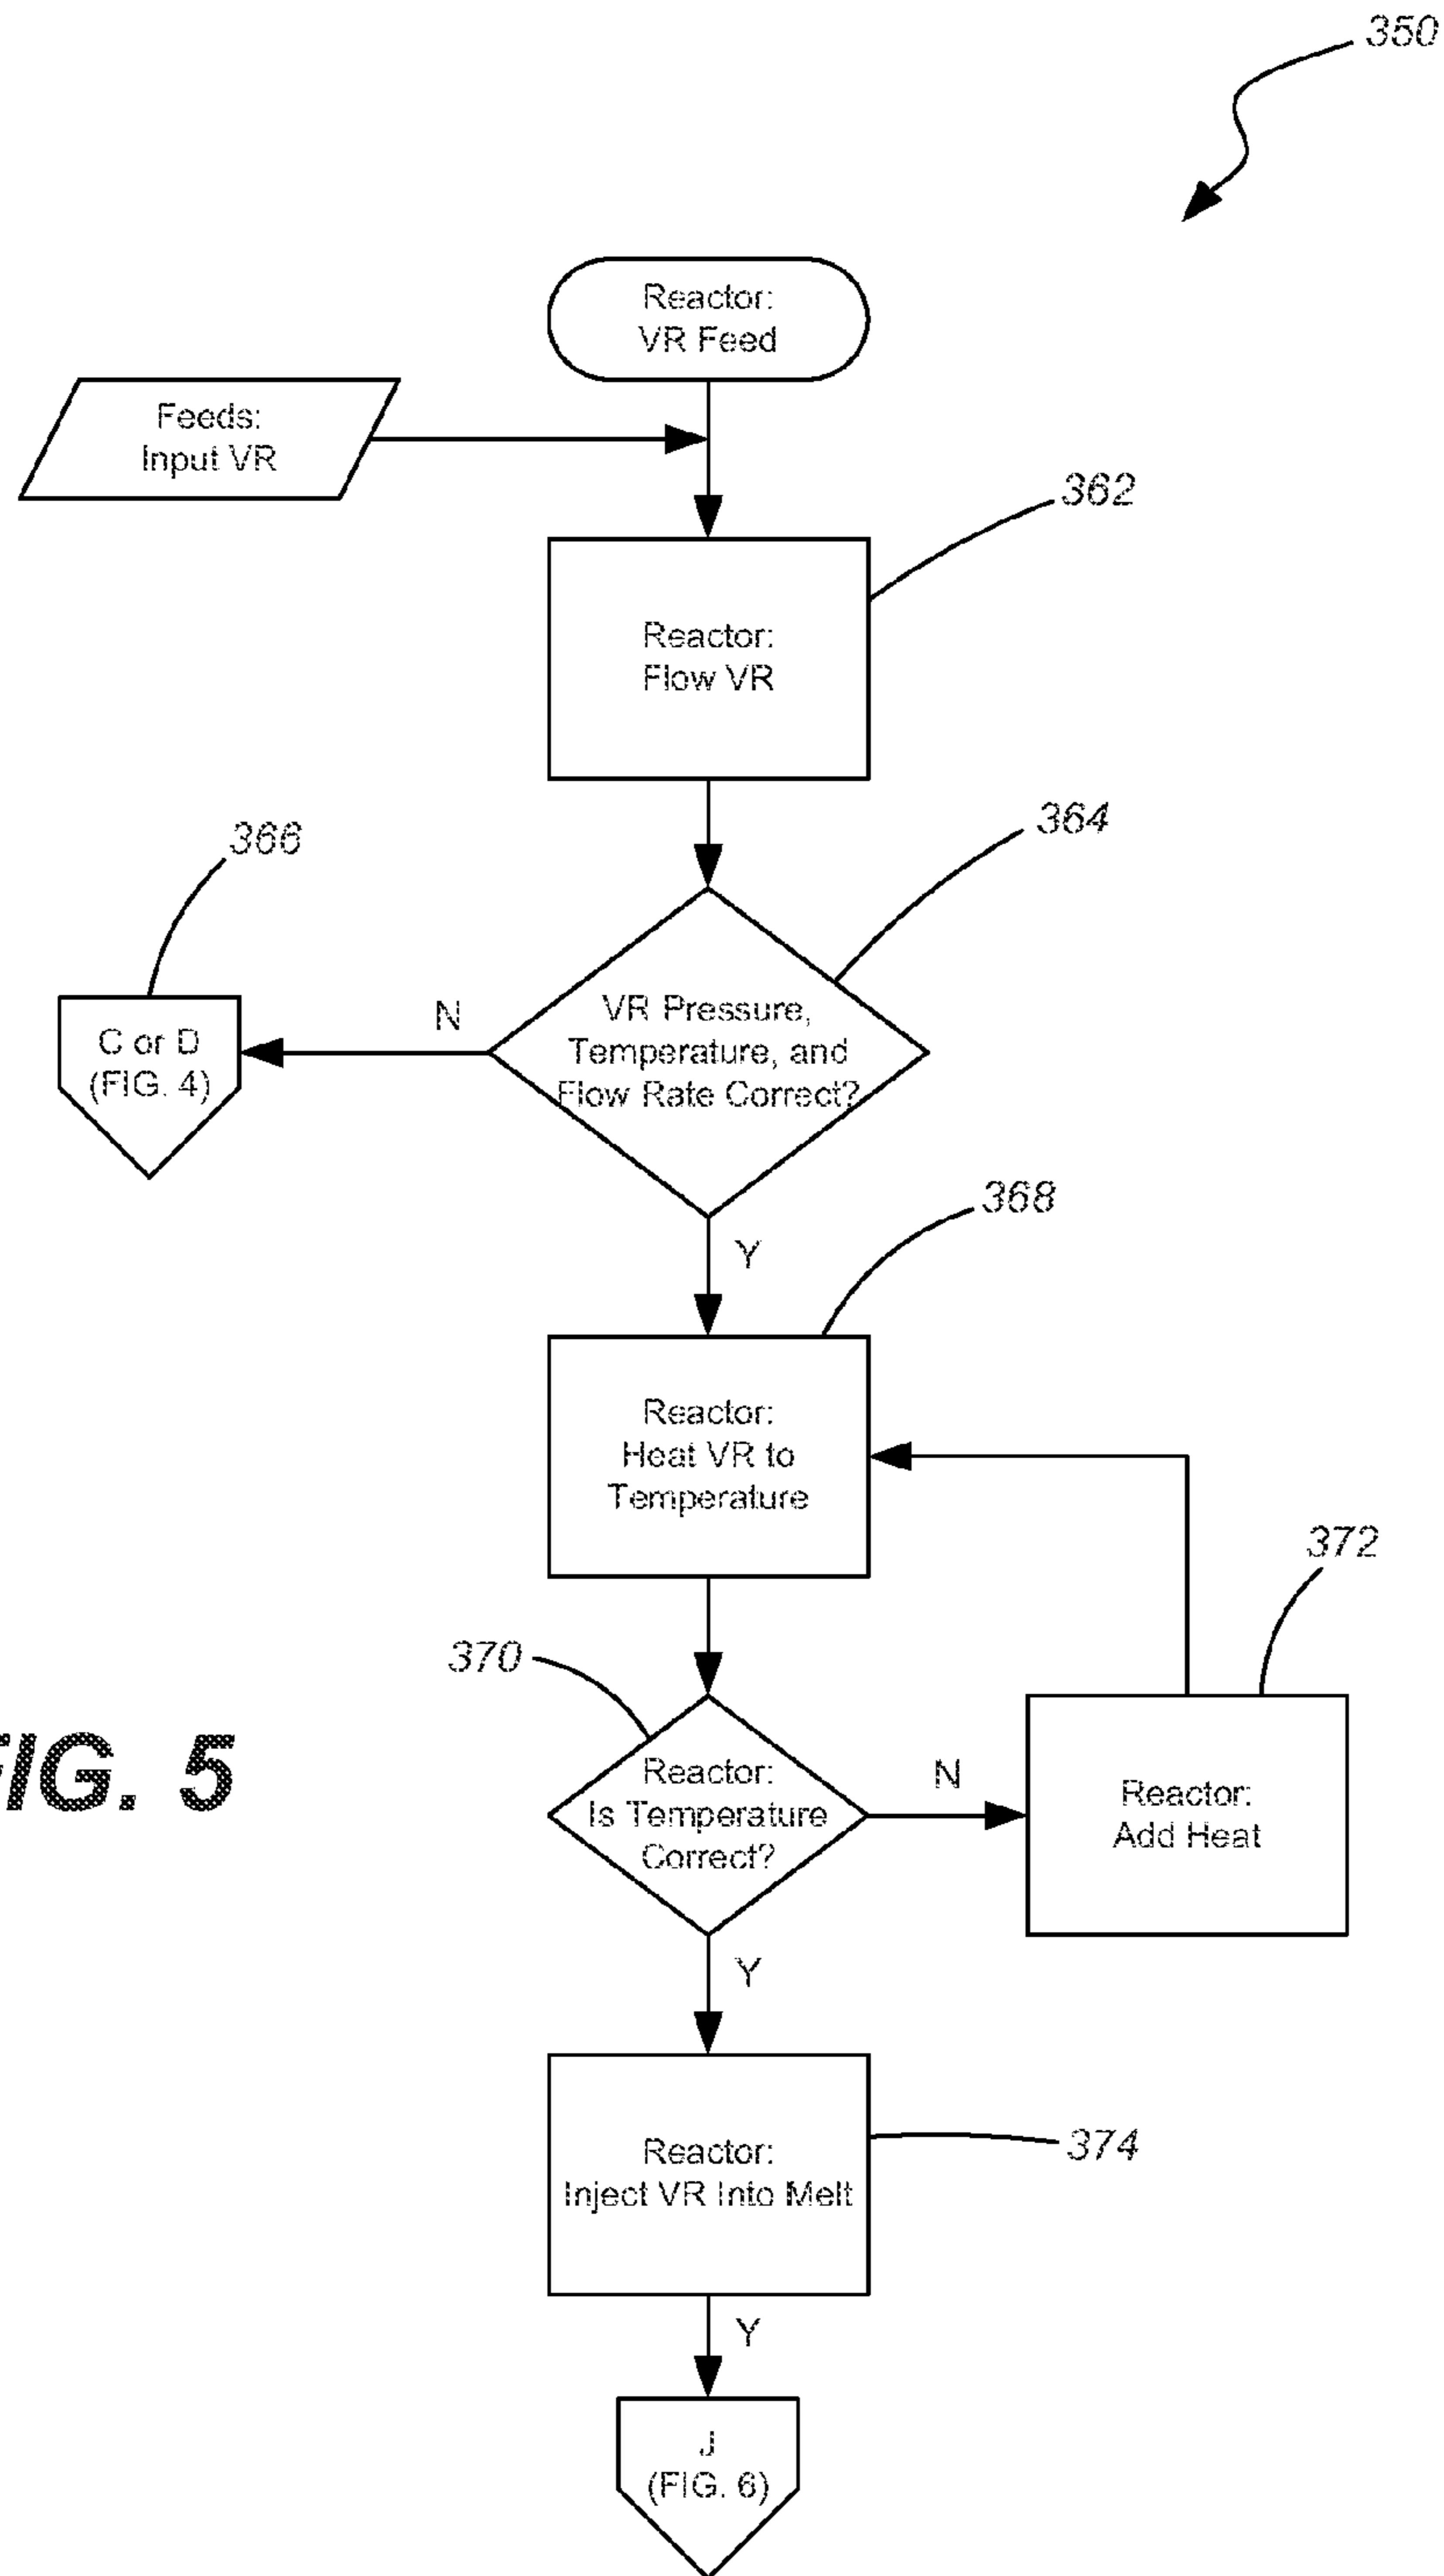 350
Reactor:
VR Feed
Feeds:
Input VR
362
Reactor:
Flow VR
364
366
VR Pressure,
Temperature, and
Flow Rate Correct?
N
C or D
(FIG. 4)
Y
368
Reactor:
Heat VR to
Temperature
372
370
Reactor:
Is Temperature
Correct?
N
Reactor:
Add Heat
FIG. 5
Y
Reactor:
Inject VR Into Melt
374
Y
J
(FIG. 6)